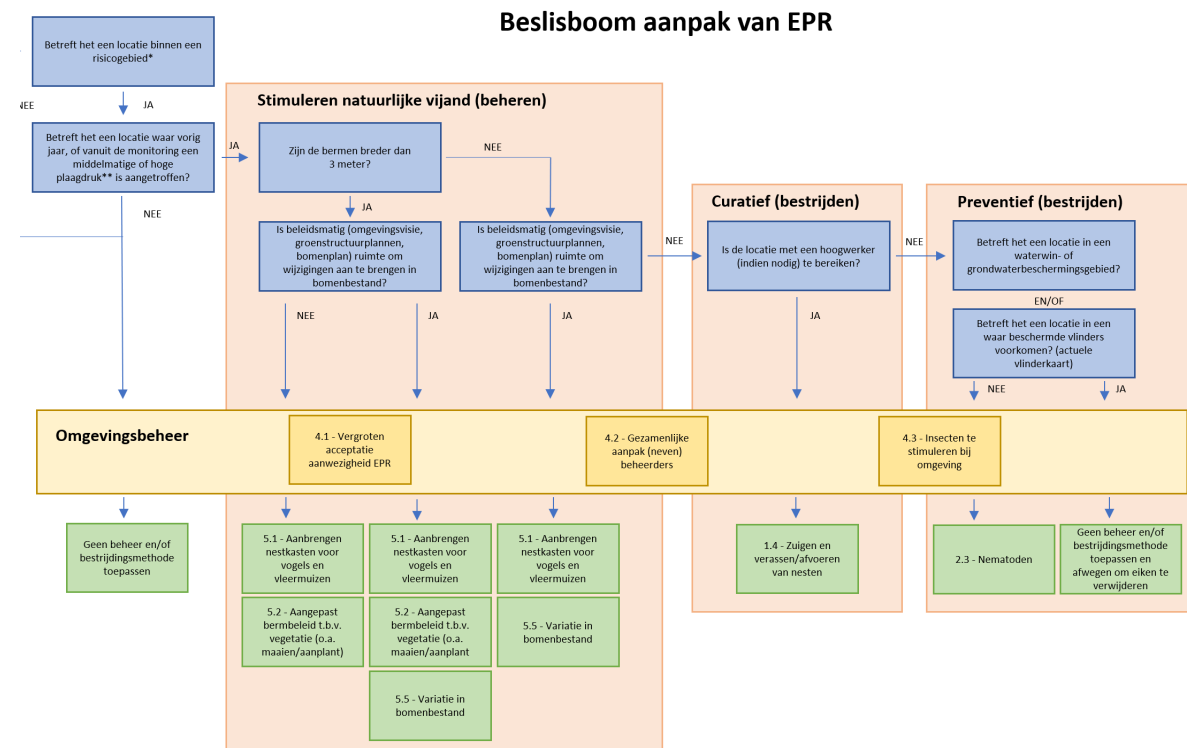 Beslisboom aanpak van EPR
Betreft het een locatie binnen een
risicogebied*
NEE
JA
Betreft het een locatie waar vorig
jaar, of vanuit de monitoring een
middelmatige of hoge
plaagdruk** is aangetroffen?
JA
NEE
Stimuleren natuurlijke vijand (beheren)
Zijn de bermen breder dan
3 meter?
NEE
JA
Is beleidsmatig (omgevingsvisie,
groenstructuurplannen,
bomenplan) ruimte om
wijzigingen aan te brengen in
bomenbestand?
NEE
JA
Is beleidsmatig (omgevingsvisie,
groenstructuurplannen,
bomenplan) ruimte om
wijzigingen aan te brengen in
bomenbestand?
NEE
JA
Curatief (bestrijden)
Is de locatie met een hoogwerker
(indien nodig) te bereiken?
NEE
JA
Preventief (bestrijden)
Betreft het een locatie in een
waterwin- of
grondwaterbeschermingsgebied?
EN/OF
Betreft het een locatie in een
waar beschermde vlinders
voorkomen? (actuele
vlinderkaart)
NEE
JA
Omgevingsbeheer
4.1 - Vergroten
acceptatie
aanwezigheid EPR
4.2 - Gezamenlijke
aanpak (neven)
beheerders
4.3 - Insecten te
stimuleren bij
omgeving
Geen beheer en/of
bestrijdingsmethode
toepassen
5.1 - Aanbrengen
nestkasten voor
vogels en
vleermuizen
5.2 - Aangepast
bermbeleid t.b.v.
vegetatie (o.a.
maaien/aanplant)
5.1 - Aanbrengen
nestkasten voor
vogels en
vleermuizen
5.2 - Aangepast
bermbeleid t.b.v.
vegetatie (o.a.
maaien/aanplant
5.5 - Variatie in
bomenbestand
5.1 - Aanbrengen
nestkasten voor
vogels en
vleermuizen
5.5 - Variatie in
bomenbestand
1.4 - Zuigen en
verassen/afvoeren
van nesten
2.3 - Nematoden
Geen beheer en/of
bestrijdingsmethode
toepassen en
afwegen om eiken te
verwijderen